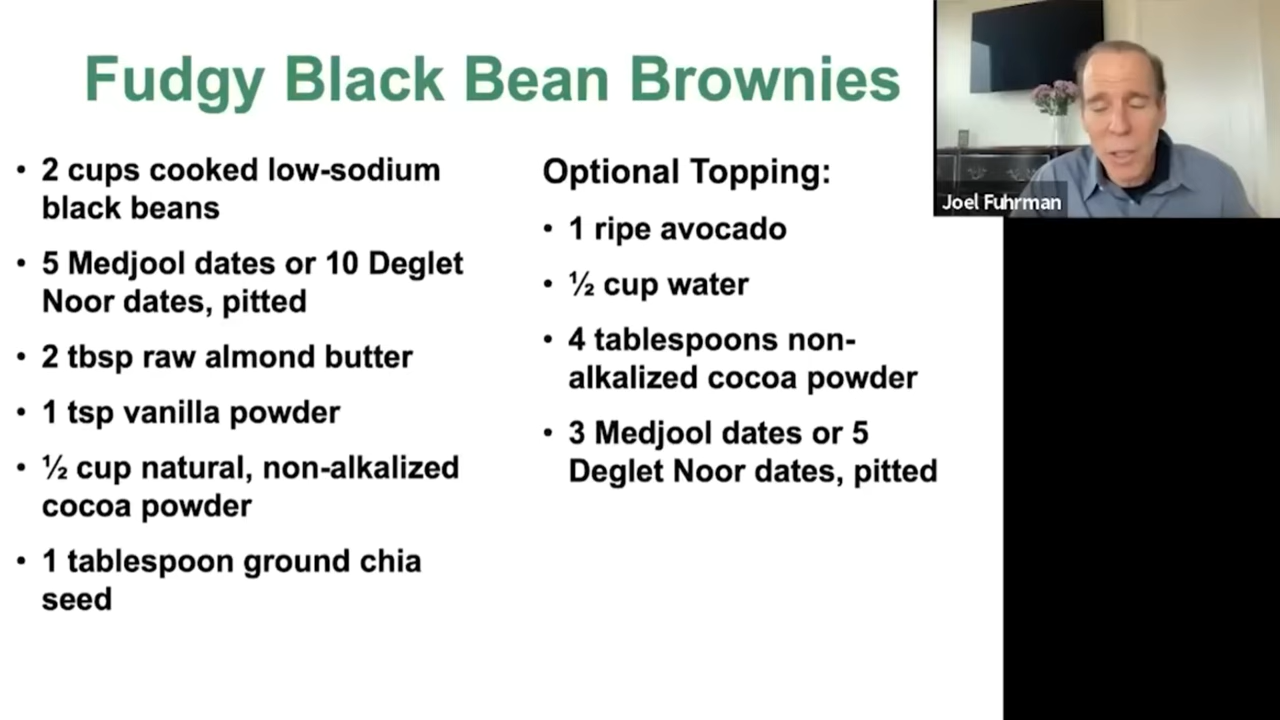 Fudgy Black Bean Brownies
• 2 cups cooked low-sodium
black beans
• 5 Medjool dates or 10 Deglet
Noor dates, pitted
• 2 tbsp raw almond butter
• 1 tsp vanilla powder
• ½ cup natural, non-alkalized
cocoa powder
• 1 tablespoon ground chia
seed
Optional Topping:
• 1 ripe avocado
• ½ cup water
• 4 tablespoons non-
alkalized cocoa powder
• 3 Medjool dates or 5
Deglet Noor dates, pitted
Joel Fuhrman